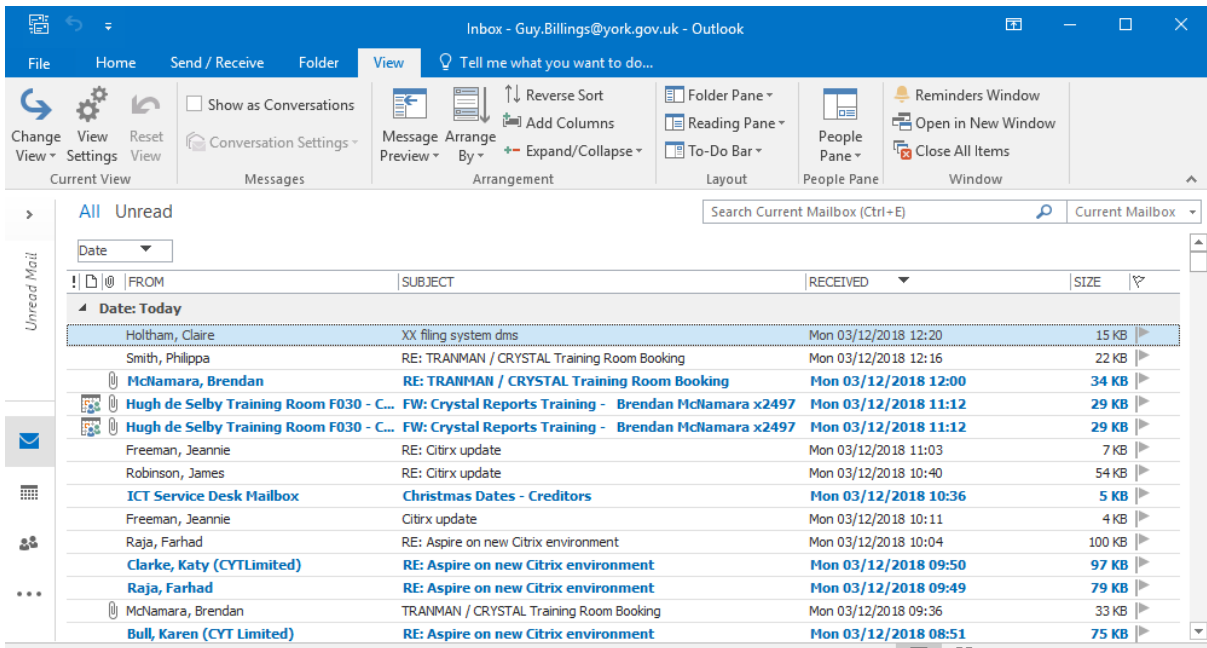 Inbox - Guy.Billings@york.gov.uk - Outlook
File Home Send / Receive Folder View Tell me what you want to do...
Change View View Settings Reset View
Show as Conversations
Conversation Settings
Message Preview Arrange By
Reverse Sort
Add Columns
Expand/Collapse
Folder Pane
Reading Pane
To-Do Bar
People Pane
Reminders Window
Open in New Window
Close All Items
Current View Messages Arrangement Layout People Pane Window
All Unread Search Current Mailbox (Ctrl+E) Current Mailbox
Unread Mail
Date
! FROM SUBJECT RECEIVED SIZE
Date: Today
Holtham, Claire XX filing system dms Mon 03/12/2018 12:20 15 KB
Smith, Philippa RE: TRANMAN / CRYSTAL Training Room Booking Mon 03/12/2018 12:16 22 KB
McNamara, Brendan RE: TRANMAN / CRYSTAL Training Room Booking Mon 03/12/2018 12:00 34 KB
Hugh de Selby Training Room F030 - C... FW: Crystal Reports Training - Brendan McNamara x2497 Mon 03/12/2018 11:12 29 KB
Hugh de Selby Training Room F030 - C... FW: Crystal Reports Training - Brendan McNamara x2497 Mon 03/12/2018 11:12 29 KB
Freeman, Jeannie RE: Citirx update Mon 03/12/2018 11:03 7 KB
Robinson, James RE: Citirx update Mon 03/12/2018 10:40 54 KB
ICT Service Desk Mailbox Christmas Dates - Creditors Mon 03/12/2018 10:36 5 KB
Freeman, Jeannie Citirx update Mon 03/12/2018 10:11 4 KB
Raja, Farhad RE: Aspire on new Citrix environment Mon 03/12/2018 10:04 100 KB
Clarke, Katy (CYTLimited) RE: Aspire on new Citrix environment Mon 03/12/2018 09:50 97 KB
Raja, Farhad RE: Aspire on new Citrix environment Mon 03/12/2018 09:49 79 KB
McNamara, Brendan TRANMAN / CRYSTAL Training Room Booking Mon 03/12/2018 09:36 33 KB
Bull, Karen (CYT Limited) RE: Aspire on new Citrix environment Mon 03/12/2018 08:51 75 KB